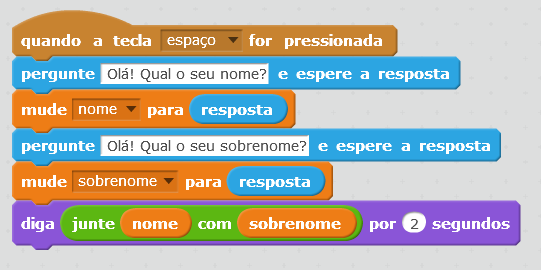 quando a tecla espaço for pressionada
pergunte Olá! Qual o seu nome? e espere a resposta
mude nome para resposta
pergunte Olá! Qual o seu sobrenome? e espere a resposta
mude sobrenome para resposta
diga junte nome com sobrenome por 2 segundos